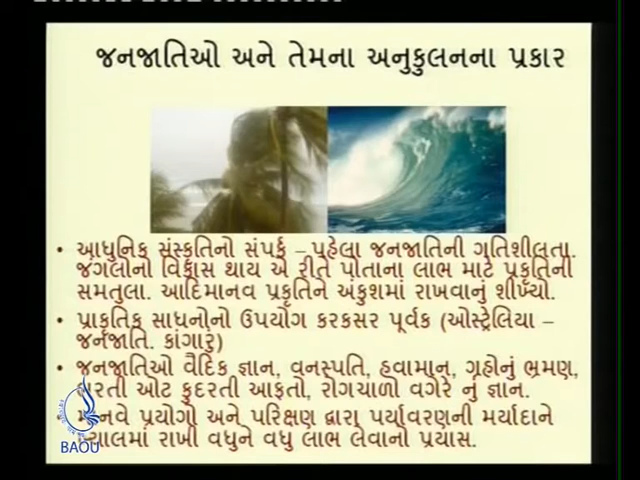 જનજાતિઓ અને તેમના અનુકુલનના પ્રકાર
• આધુનિક સંસ્કૃતિનો સંપર્ક – પહેલા જનજાતિની ગતિશીલતા.
જંગલોનો વિકાસ થાય એ રીતે પોતાના લાભ માટે પ્રકૃતિની
સમતુલા. આદિમાનવ પ્રકૃતિને અંકુશમાં રાખવાનું શીખ્યો.
• પ્રાકૃતિક સાધનોનો ઉપયોગ કરકસર પૂર્વક (ઓસ્ટ્રેલિયા –
જનજાતિ. કાંગારું)
• જનજાતિઓ વૈદિક જ્ઞાન, વનસ્પતિ, હવામાન, ગ્રહોનું ભ્રમણ,
ભરતી ઓટ કુદરતી આફતો, રોગચાળો વગેરે નું જ્ઞાન.
માનવે પ્રયોગો અને પરિક્ષણ દ્વારા પર્યાવરણની મર્યાદાને
ખ્યાલમાં રાખી વધુને વધુ લાભ લેવાનો પ્રયાસ.
BAOU